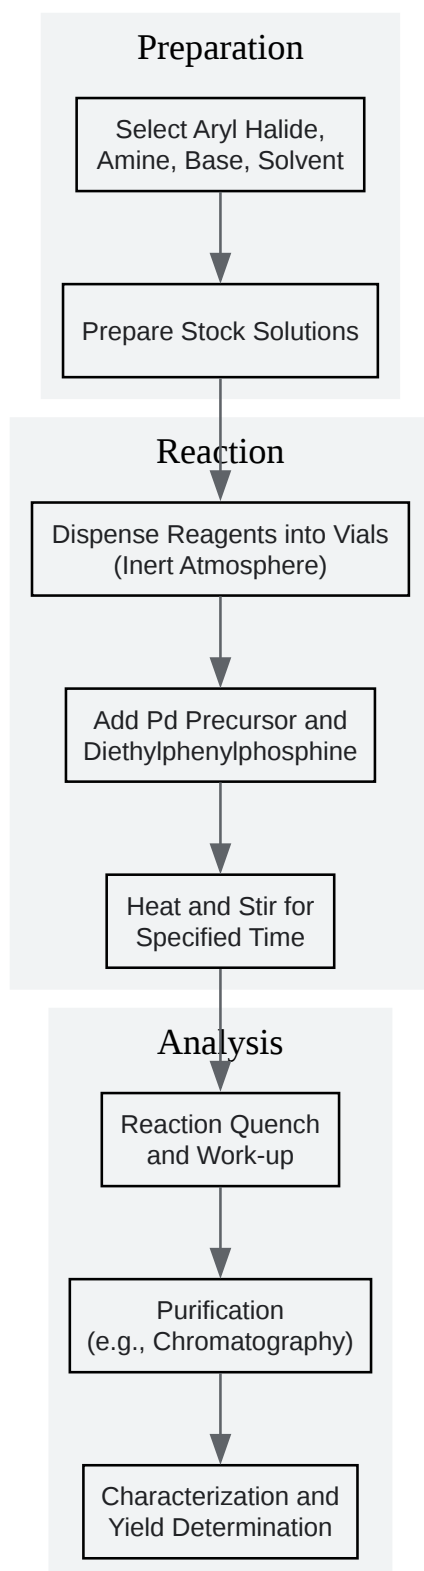 Preparation
Select Aryl Halide,
Amine, Base, Solvent
Prepare Stock Solutions
Reaction
Dispense Reagents into Vials
(Inert Atmosphere)
Add Pd Precursor and
Diethylphenylphosphine
Heat and Stir for
Specified Time
Analysis
Reaction Quench
and Work-up
Purification
(e.g., Chromatography)
Characterization and
Yield Determination